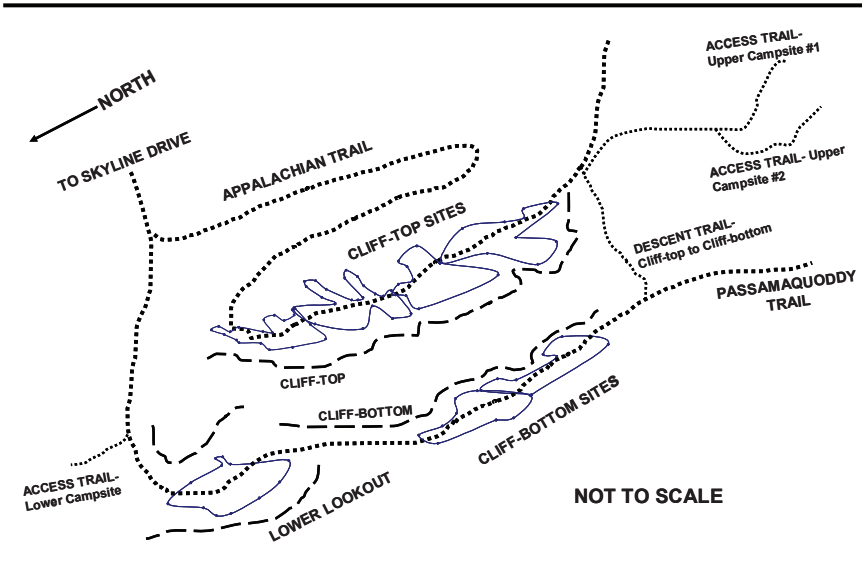 ACCESS TRAIL-
Upper Campsite #1
NORTH
TO SKYLINE DRIVE
APPALACHIAN TRAIL
ACCESS TRAIL- Upper
Campsite #2
CLIFF-TOP SITES
DESCENT TRAIL-
Cliff-top to Cliff-bottom
PASSAMAQUODDY
TRAIL
CLIFF-TOP
CLIFF-BOTTOM
CLIFF-BOTTOM SITES
ACCESS TRAIL-
Lower Campsite
LOWER LOOKOUT
NOT TO SCALE